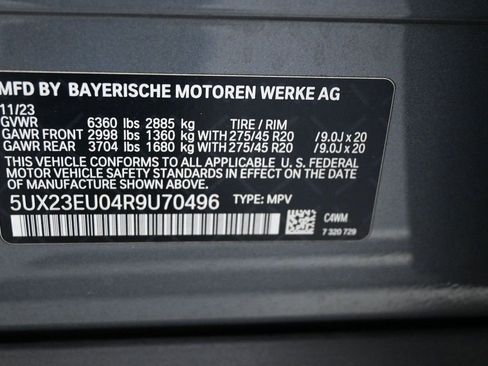 MFD BY BAYERISCHE MOTOREN WERKE AG
11/23
GVWR 6360 lbs 2885 kg TIRE / RIM
GAWR FRONT 2998 lbs 1360 kg WITH 275/45 R20 /9.0J x 20
GAWR REAR 3704 lbs 1680 kg WITH 275/45 R20 /9.0J x 20
THIS VEHICLE CONFORMS TO ALL APPLICABLE U. S. FEDERAL
MOTOR VEHICLE SAFETY STANDARDS IN EFFECT ON THE
DATE OF MANUFACTURE SHOWN ABOVE.
5UX23EU04R9U70496 TYPE: MPV
C4WM
7 320 729